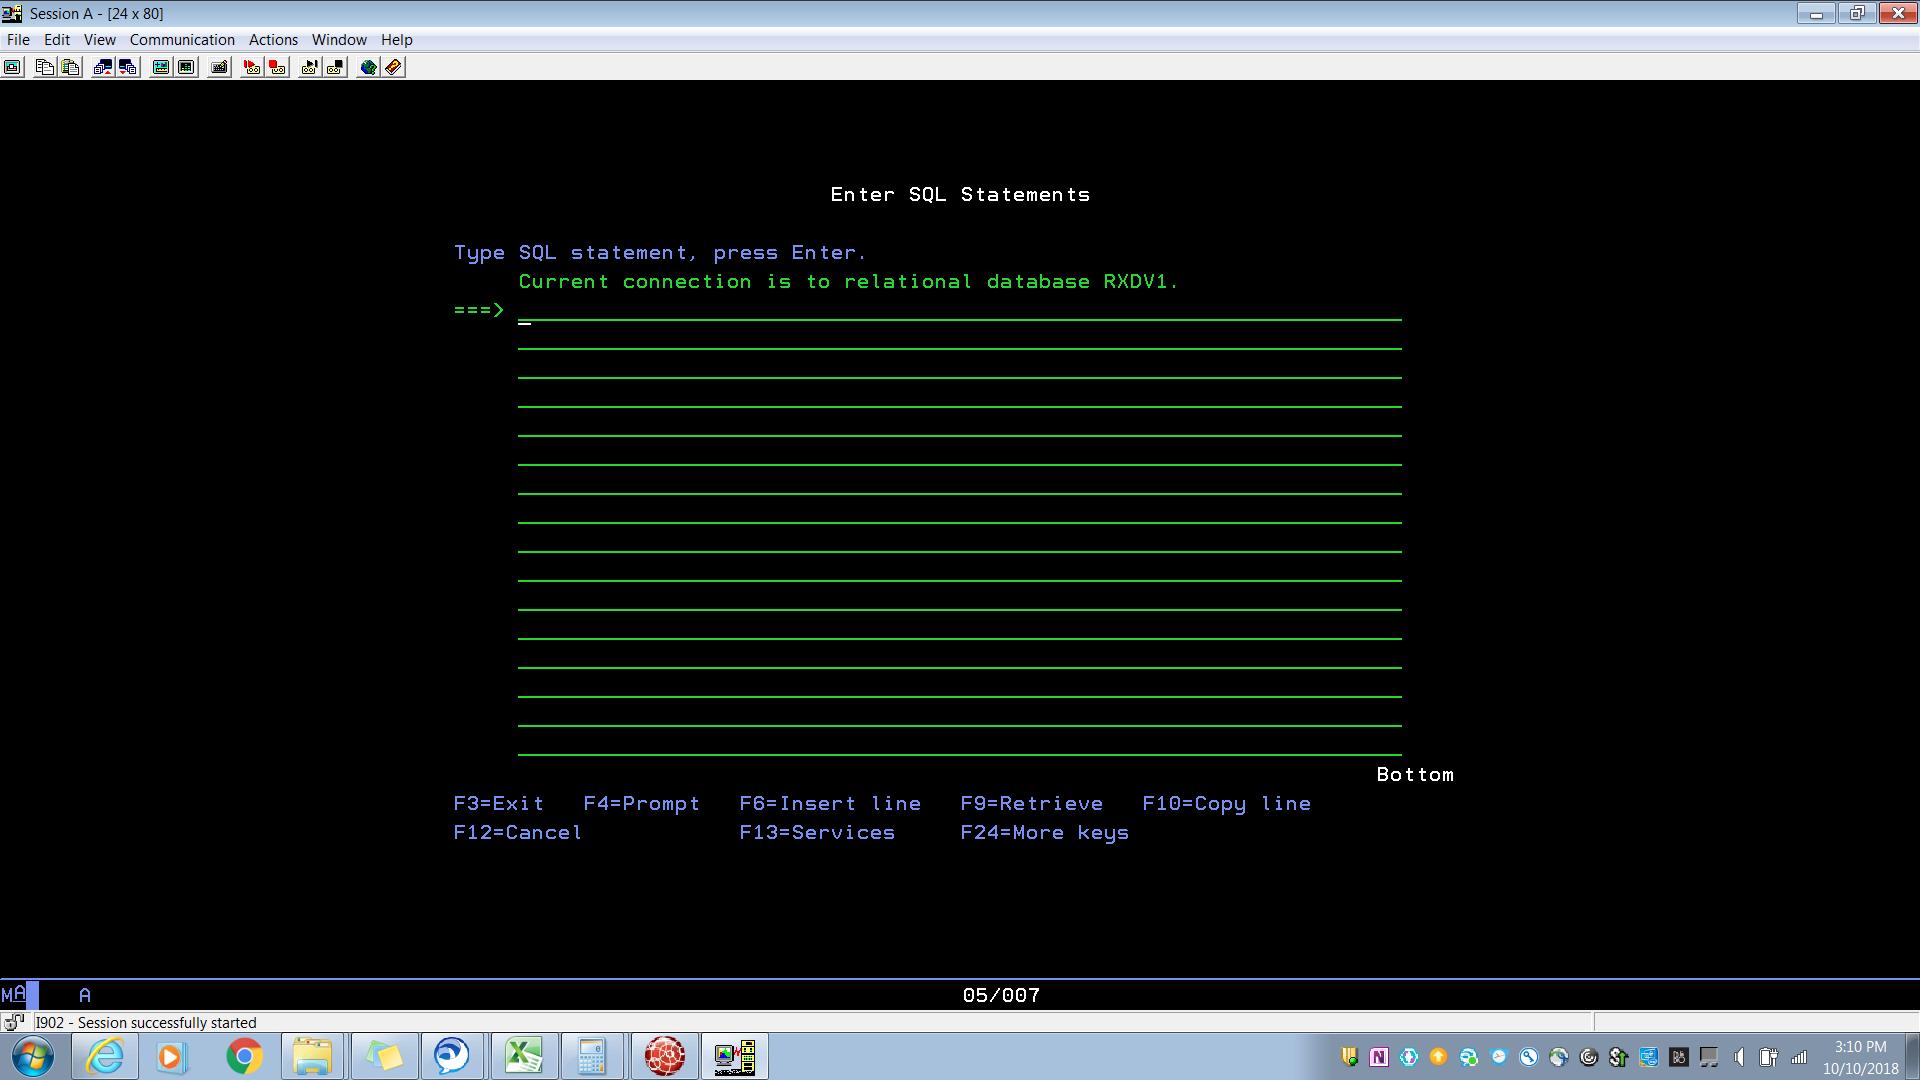 Session A - [24 x 80]
File Edit View Communication Actions Window Help
Enter SQL Statements
Type SQL statement, press Enter.
Current connection is to relational database RXDV1.
===> _
Bottom
F3=Exit F4=Prompt F6=Insert line F9=Retrieve F10=Copy line
F12=Cancel F13=Services F24=More keys
MA A 05/007
I902 - Session successfully started
3:10 PM
10/10/2018